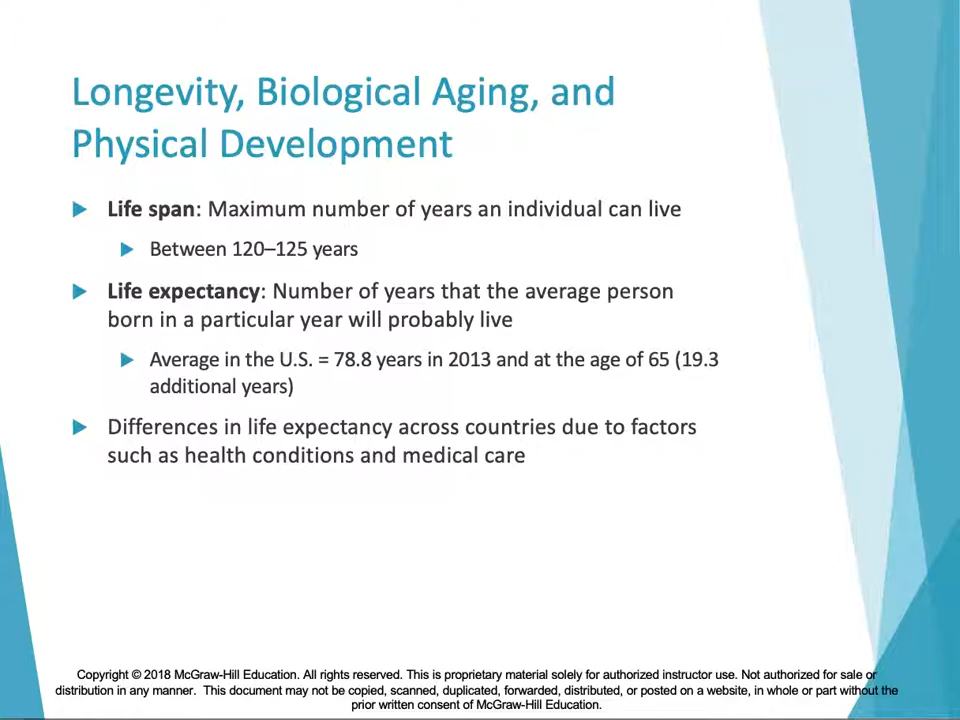 Longevity, Biological Aging, and
Physical Development
Life span: Maximum number of years an individual can live
Between 120–125 years
Life expectancy: Number of years that the average person
born in a particular year will probably live
Average in the U.S. = 78.8 years in 2013 and at the age of 65 (19.3
additional years)
Differences in life expectancy across countries due to factors
such as health conditions and medical care
Copyright © 2018 McGraw-Hill Education. All rights reserved. This is proprietary material solely for authorized instructor use. Not authorized for sale or
distribution in any manner. This document may not be copied, scanned, duplicated, forwarded, distributed, or posted on a website, in whole or part without the
prior written consent of McGraw-Hill Education.